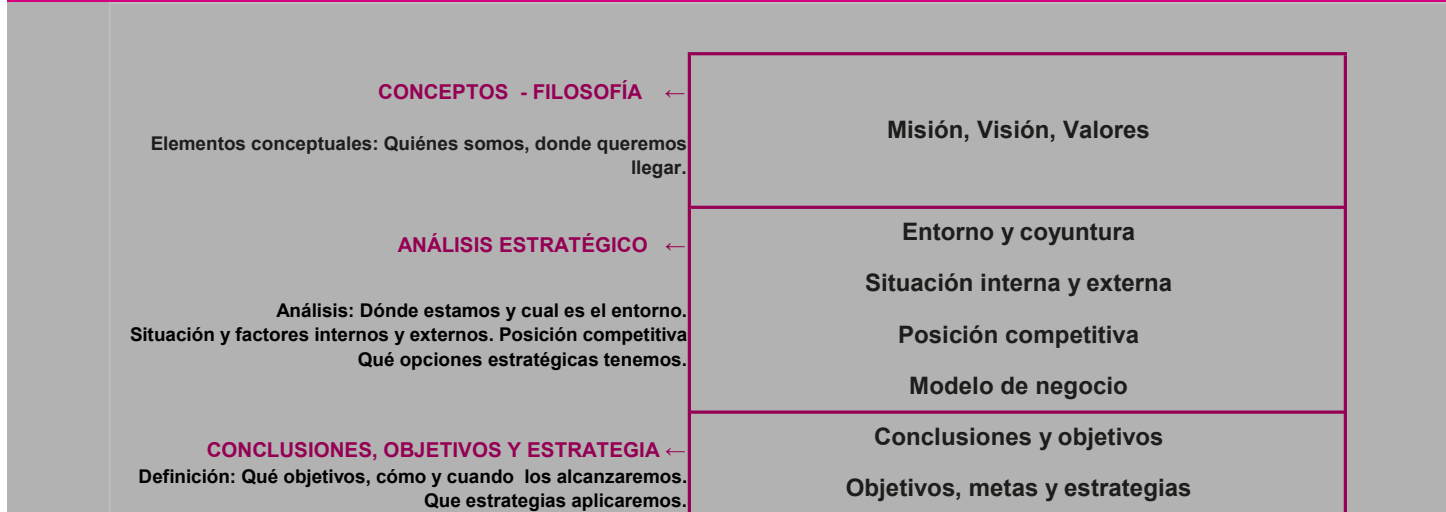 CONCEPTOS - FILOSOFÍA ←
Elementos conceptuales: Quiénes somos, donde queremos
llegar.
Misión, Visión, Valores
ANÁLISIS ESTRATÉGICO ←
Análisis: Dónde estamos y cual es el entorno.
Situación y factores internos y externos. Posición competitiva
Qué opciones estratégicas tenemos.
Entorno y coyuntura
Situación interna y externa
Posición competitiva
Modelo de negocio
CONCLUSIONES, OBJETIVOS Y ESTRATEGIA ←
Definición: Qué objetivos, cómo y cuando los alcanzaremos.
Que estrategias aplicaremos.
Conclusiones y objetivos
Objetivos, metas y estrategias